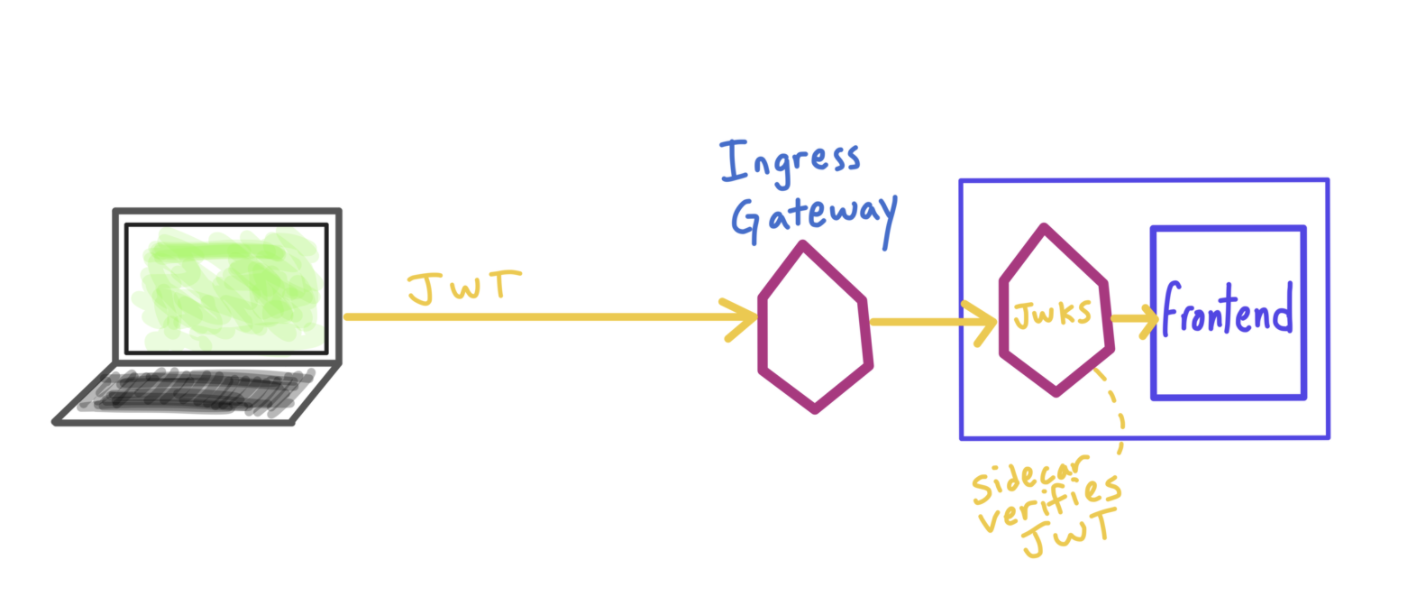 Ingress
Gateway
JWT
JWKS
frontend
sidecar
verifies
JWT